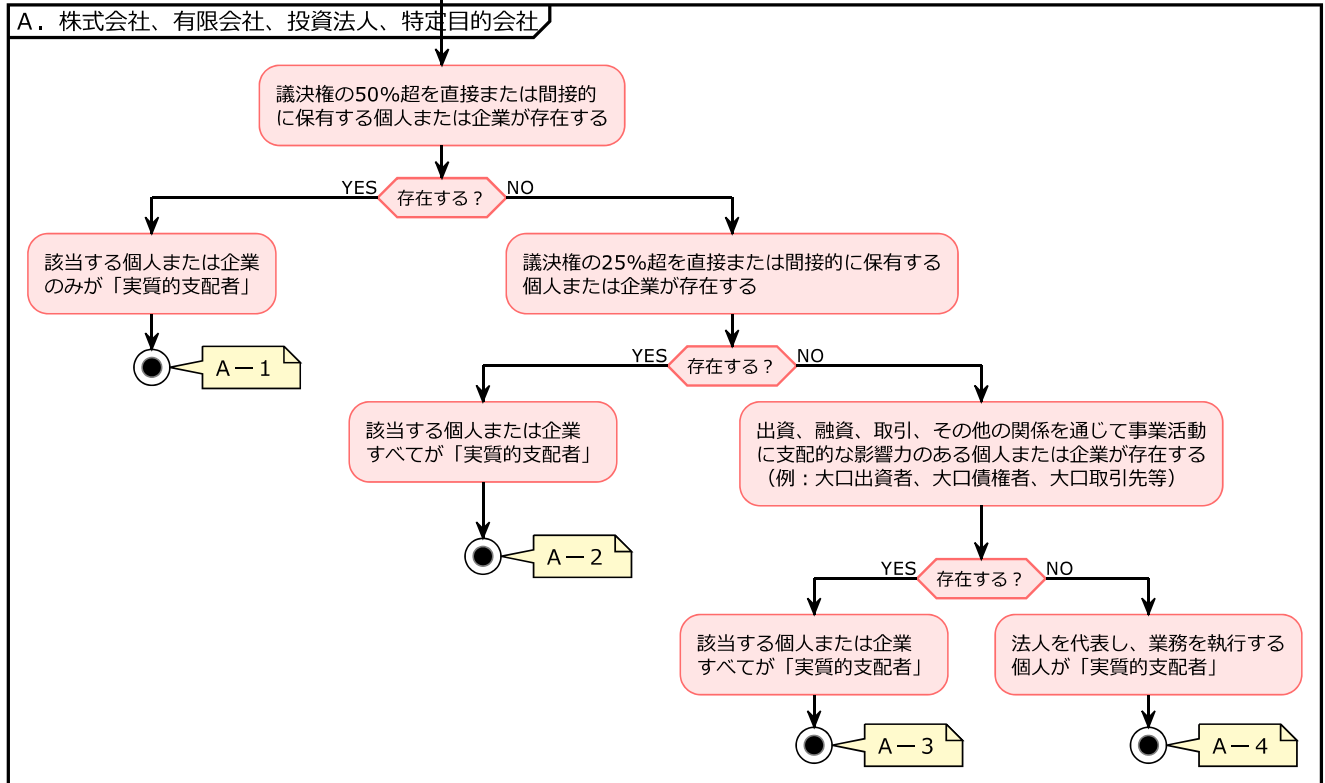 A．株式会社、有限会社、投資法人、特定目的会社
議決権の50%超を直接または間接的
に保有する個人または企業が存在する
存在する？
YES
NO
該当する個人または企業
のみが「実質的支配者」
A－1
議決権の25%超を直接または間接的に保有する
個人または企業が存在する
存在する？
YES
NO
該当する個人または企業
すべてが「実質的支配者」
A－2
出資、融資、取引、その他の関係を通じて事業活動
に支配的な影響力のある個人または企業が存在する
（例：大口出資者、大口債権者、大口取引先等）
存在する？
YES
NO
該当する個人または企業
すべてが「実質的支配者」
A－3
法人を代表し、業務を執行する
個人が「実質的支配者」
A－4